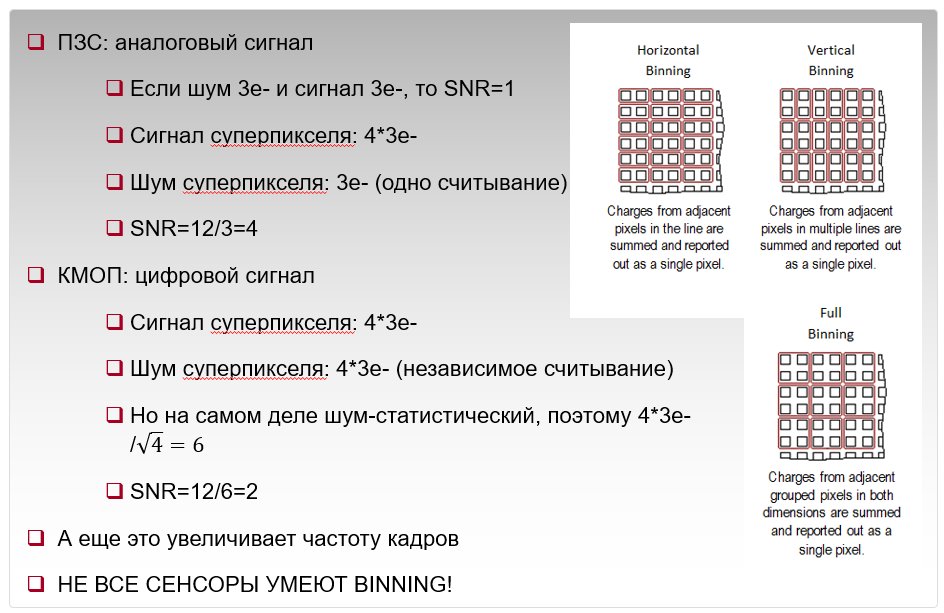 ПЗС: аналоговый сигнал
Если шум 3e- и сигнал 3e-, то SNR=1
Сигнал суперпикселя: 4*3e-
Шум суперпикселя: 3e- (одно считывание)
SNR=12/3=4
КМОП: цифровой сигнал
Сигнал суперпикселя: 4*3e-
Шум суперпикселя: 4*3e- (независимое считывание)
Но на самом деле шум-статистический, поэтому 4*3e-
/√4 = 6
SNR=12/6=2
А еще это увеличивает частоту кадров
НЕ ВСЕ СЕНСОРЫ УМЕЮТ BINNING!
Horizontal
Binning
Charges from adjacent
pixels in the line are
summed and reported
out as a single pixel.
Vertical
Binning
Charges from adjacent
pixels in multiple lines are
summed and reported out
as a single pixel.
Full
Binning
Charges from adjacent
grouped pixels in both
dimensions are summed
and reported out as a
single pixel.